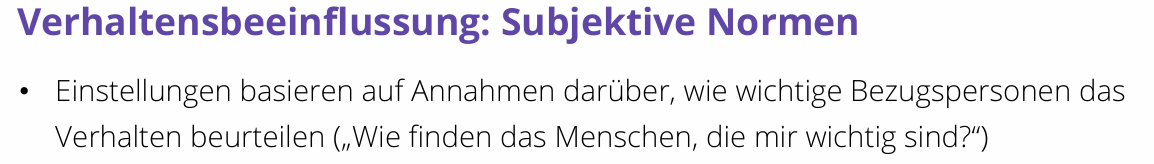 Verhaltensbeeinflussung: Subjektive Normen
• Einstellungen basieren auf Annahmen darüber, wie wichtige Bezugspersonen das
Verhalten beurteilen („Wie finden das Menschen, die mir wichtig sind?“)